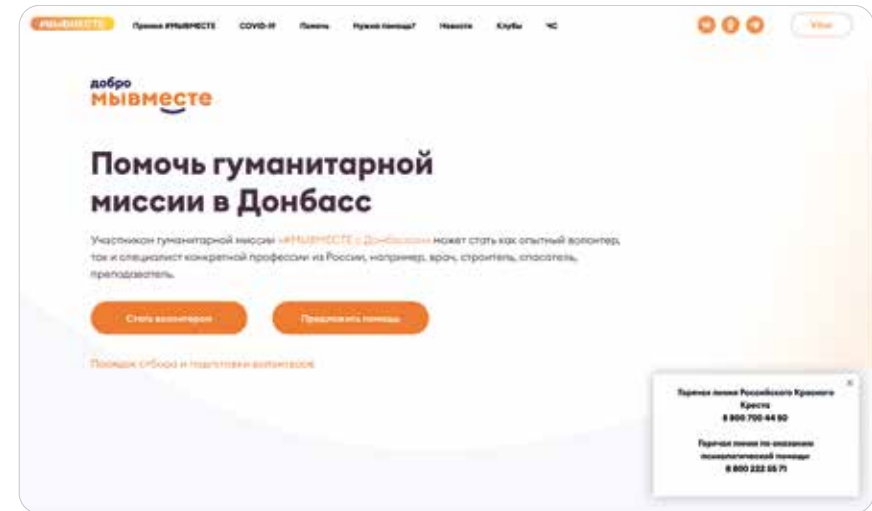 #МЫВМЕСТЕ Премия #МЫВМЕСТЕ COVID-19 Помочь Нужна помощь? Новости Клубы ЧС
добро
мывместе
Помочь гуманитарной
миссии в Донбасс
Участником гуманитарной миссии «#МЫВМЕСТЕ с Донбассом» может стать как опытный волонтер,
так и специалист конкретной профессии из России, например, врач, строитель, спасатель,
преподаватель.
Стать волонтером Предложить помощь
Порядок отбора и подготовки волонтеров
Горячая линия Российского Красного
Креста
8 800 700 44 50
Горячая линия по оказанию
психологической помощи
8 800 222 55 71